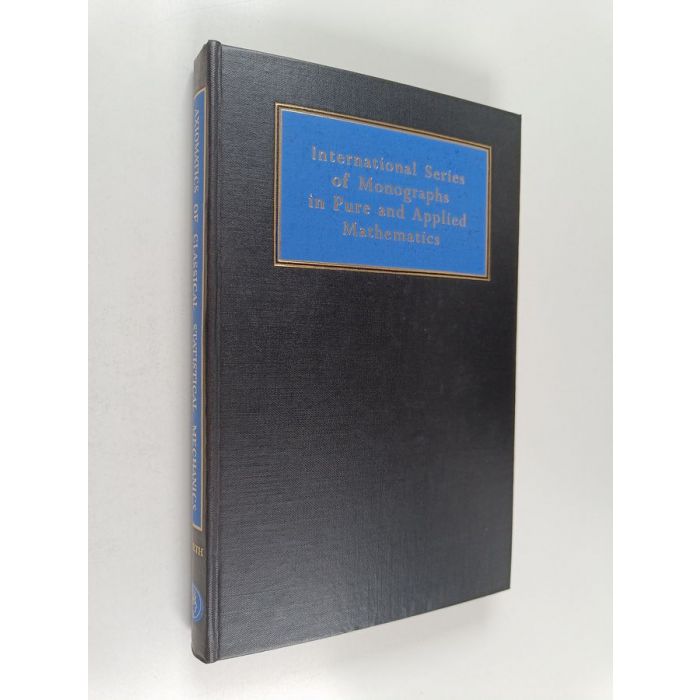 International Series
of Monographs
in Pure and Applied
Mathematics
AXIOMATICS OF CLASSICAL STATISTICAL MECHANICS